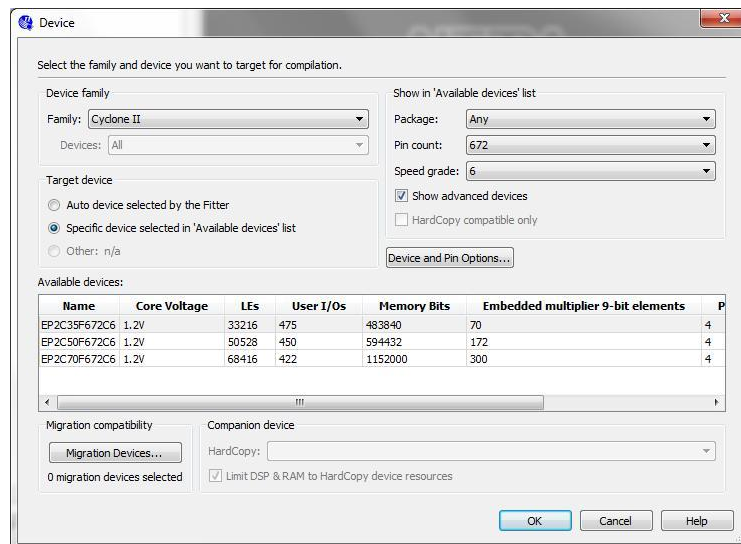 Device
Select the family and device you want to target for compilation.
Device family
Family: Cyclone II
Devices: All
Show in 'Available devices' list
Package: Any
Pin count: 672
Speed grade: 6
Show advanced devices
HardCopy compatible only
Target device
Auto device selected by the Fitter
Specific device selected in 'Available devices' list
Other: n/a
Device and Pin Options...
Available devices:
Name Core Voltage LEs User I/Os Memory Bits Embedded multiplier 9-bit elements P
EP2C35F672C6 1.2V 33216 475 483840 70 4
EP2C50F672C6 1.2V 50528 450 594432 172 4
EP2C70F672C6 1.2V 68416 422 1152000 300 4
Migration compatibility
Migration Devices...
0 migration devices selected
Companion device
HardCopy:
Limit DSP & RAM to HardCopy device resources
OK Cancel Help